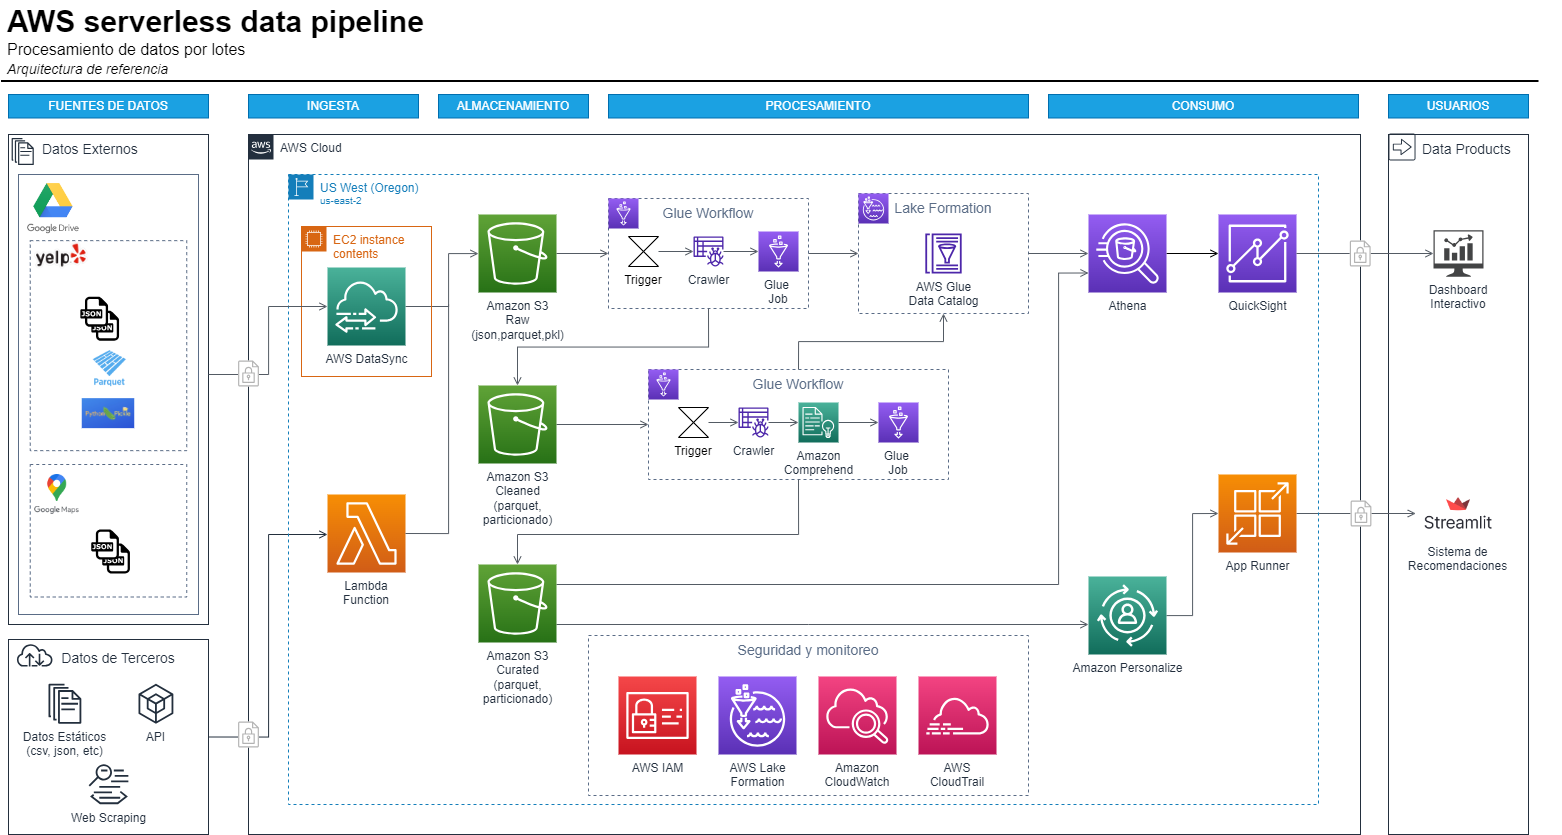 AWS serverless data pipeline
Procesamiento de datos por lotes
Arquitectura de referencia
FUENTES DE DATOS
INGESTA
ALMACENAMIENTO
PROCESAMIENTO
CONSUMO
USUARIOS
Datos Externos
Google Drive
yelp
JSON
JSON
Parquet
Python Pickle
Google Maps
JSON
JSON
Datos de Terceros
Datos Estáticos
(csv, json, etc)
API
Web Scraping
aws
AWS Cloud
US West (Oregon)
us-east-2
EC2 instance
contents
AWS DataSync
Lambda
Function
Amazon S3
Raw
(json,parquet,pkl)
Amazon S3
Cleaned
(parquet,
particionado)
Amazon S3
Curated
(parquet,
particionado)
Glue Workflow
Trigger
Crawler
Glue
Job
Lake Formation
AWS Glue
Data Catalog
Glue Workflow
Trigger
Crawler
Amazon
Comprehend
Glue
Job
Seguridad y monitoreo
AWS IAM
AWS Lake
Formation
Amazon
CloudWatch
AWS
CloudTrail
Athena
QuickSight
App Runner
Amazon Personalize
Data Products
Dashboard
Interactivo
Streamlit
Sistema de
Recomendaciones